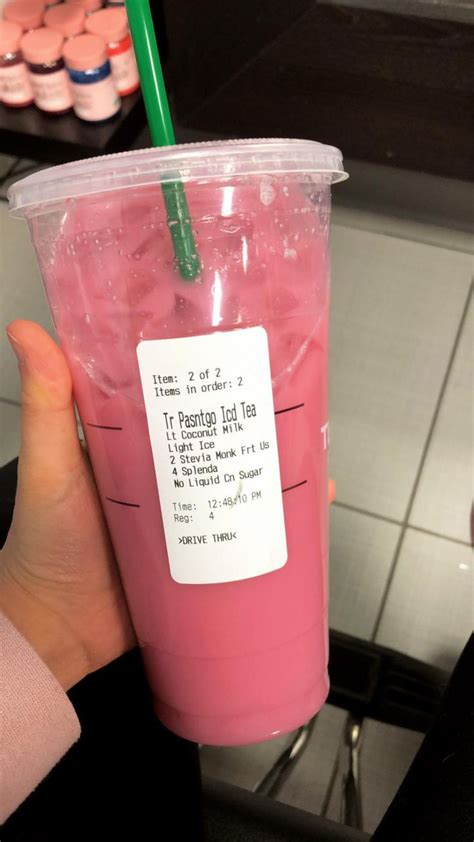 Item: 2 of 2
Items in order: 2
Tr Pasntgo Icd Tea
Lt Coconut Milk
Light Ice
2 Stevia Monk Frt Us
4 Splenda
No Liquid Cn Sugar
Time: 12:48:10 PM
Reg: 4
>DRIVE THRU<